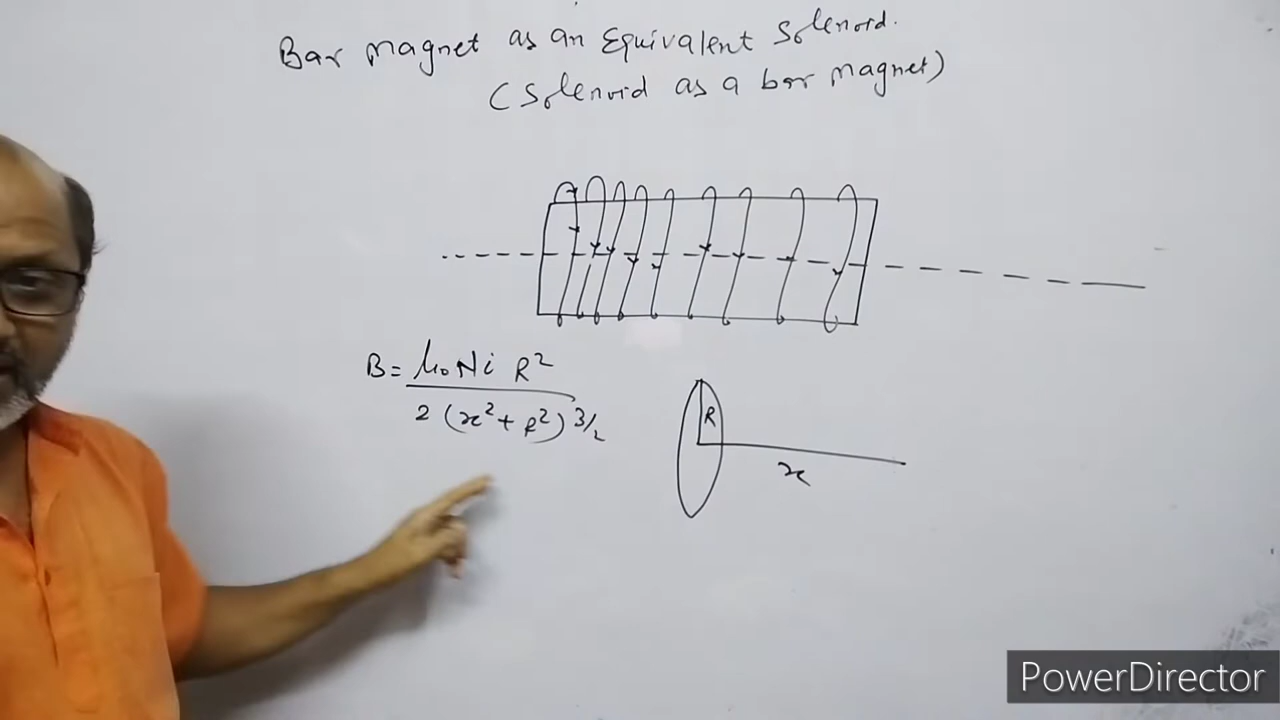 Bar magnet as an Equivalent Solenoid.
(Solenoid as a bar magnet)
B = μ₀Ni R²
2 (x² + R²) 3/2
R
x
PowerDirector